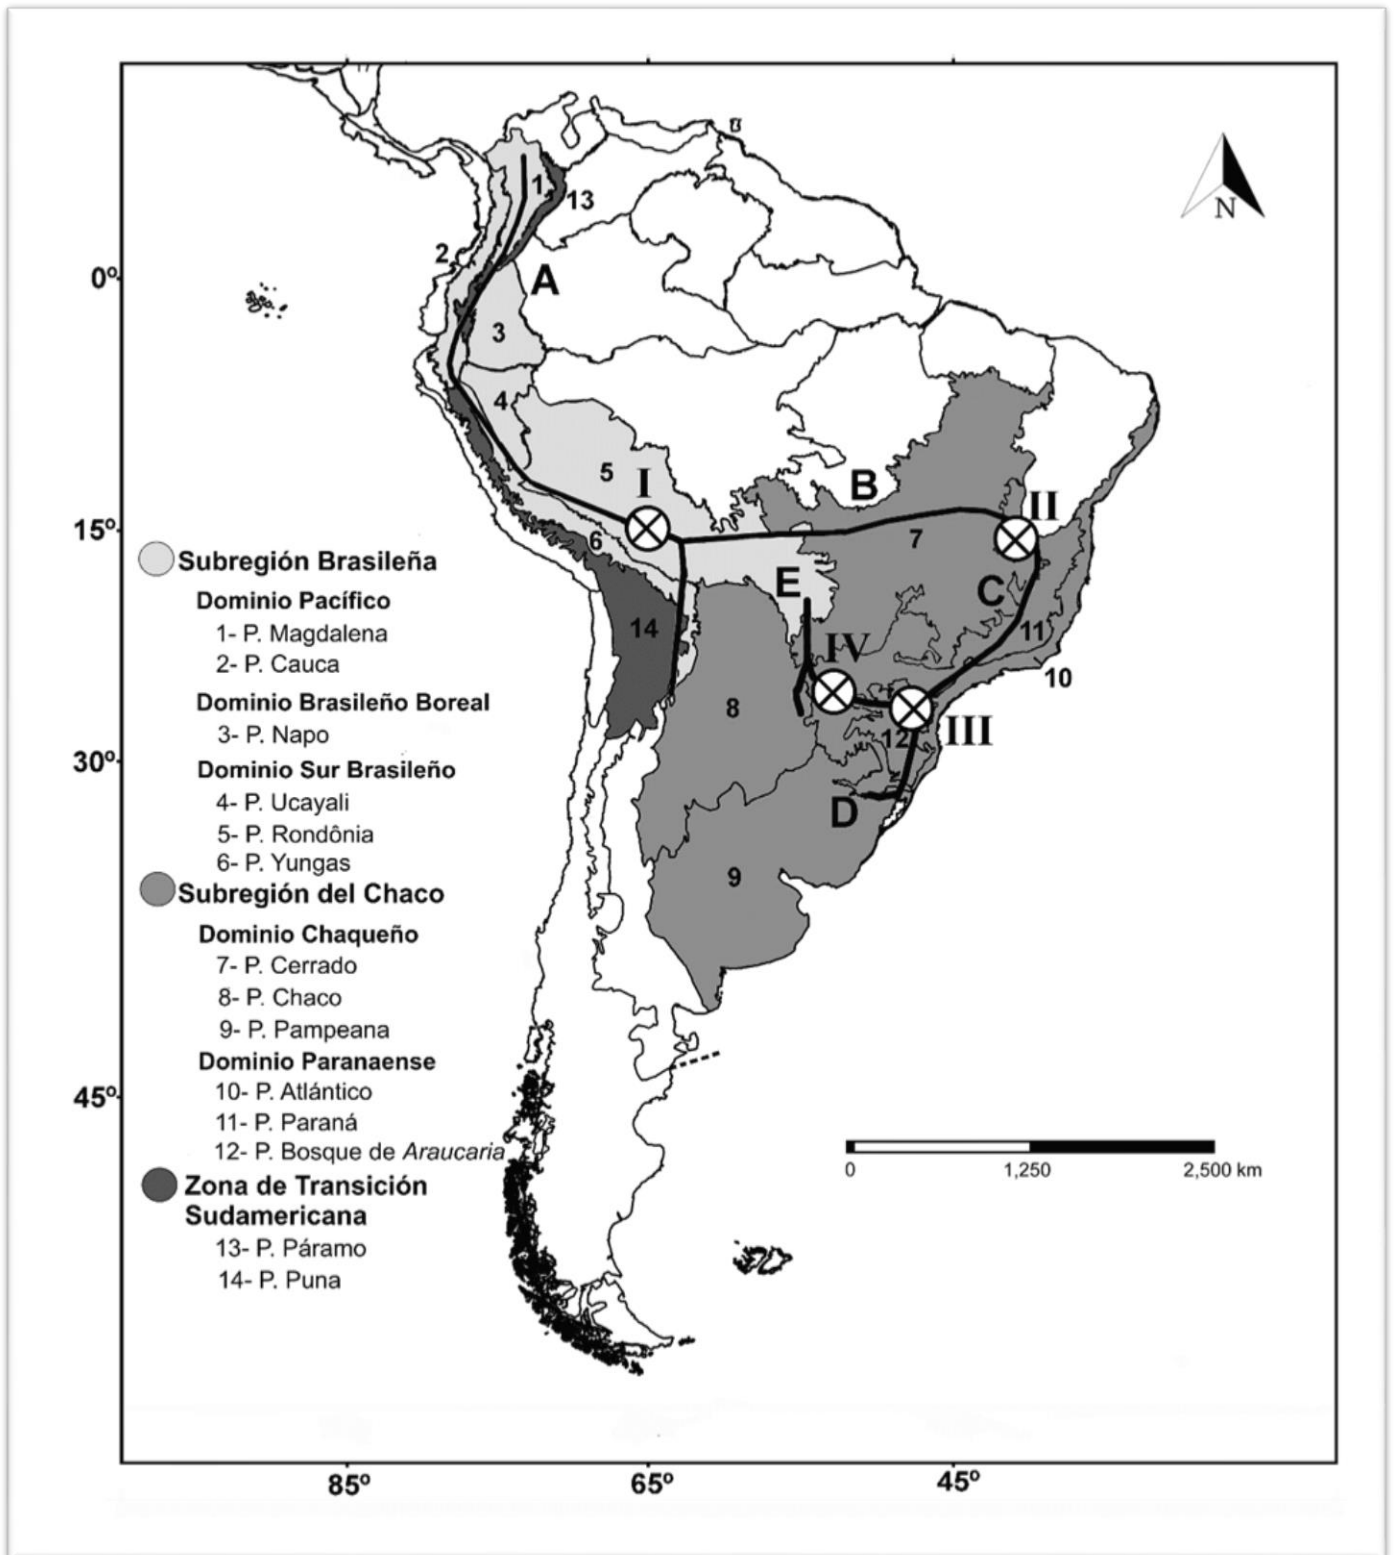 1
13
N
2
A
0º
3
4
5
I
B
II
15º
7
6
Subregión Brasileña
E
Dominio Pacífico
C
14
11
1- P. Magdalena
IV
2- P. Cauca
10
Dominio Brasileño Boreal
8
3- P. Napo
12
III
30º
Dominio Sur Brasileño
4- P. Ucayali
D
5- P. Rondônia
6- P. Yungas
9
Subregión del Chaco
Dominio Chaqueño
7- P. Cerrado
8- P. Chaco
9- P. Pampeana
Dominio Paranaense
10- P. Atlántico
45º
11- P. Paraná
12- P. Bosque de Araucaria
0 1,250 2,500 km
Zona de Transición
Sudamericana
13- P. Páramo
14- P. Puna
85º 65º 45º